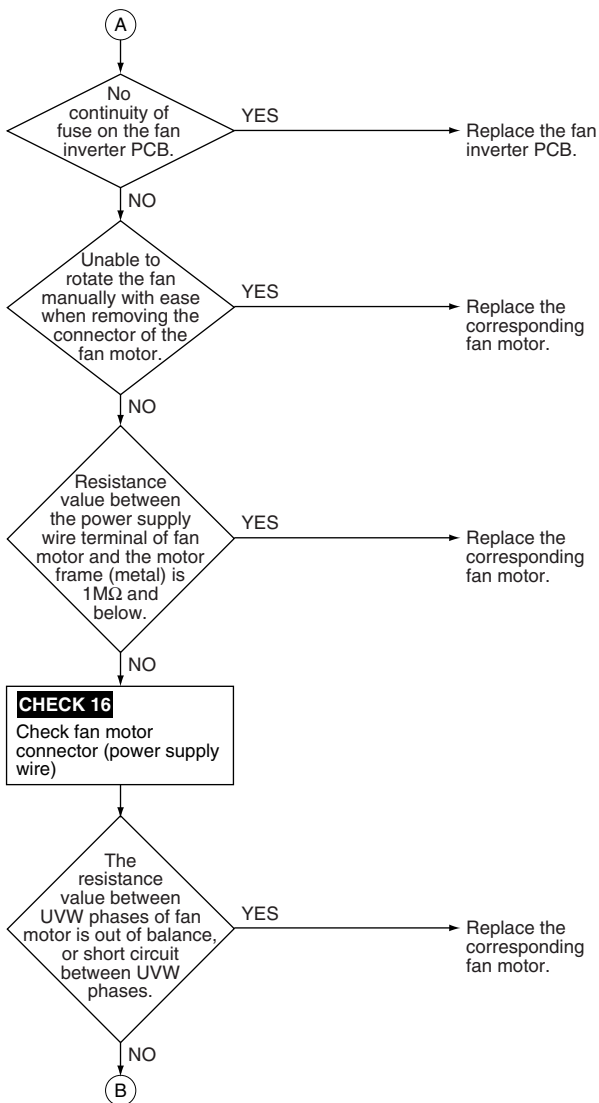 A
No
continuity of
fuse on the fan
inverter PCB.
YES
Replace the fan
inverter PCB.
NO
Unable to
rotate the fan
manually with ease
when removing the
connector of the
fan motor.
YES
Replace the
corresponding
fan motor.
NO
Resistance
value between
the power supply
wire terminal of fan
motor and the motor
frame (metal) is
1MΩ and
below.
YES
Replace the
corresponding
fan motor.
NO
CHECK 16
Check fan motor
connector (power supply
wire)
The
resistance
value between
UVW phases of fan
motor is out of balance,
or short circuit
between UVW
phases.
YES
Replace the
corresponding
fan motor.
NO
B